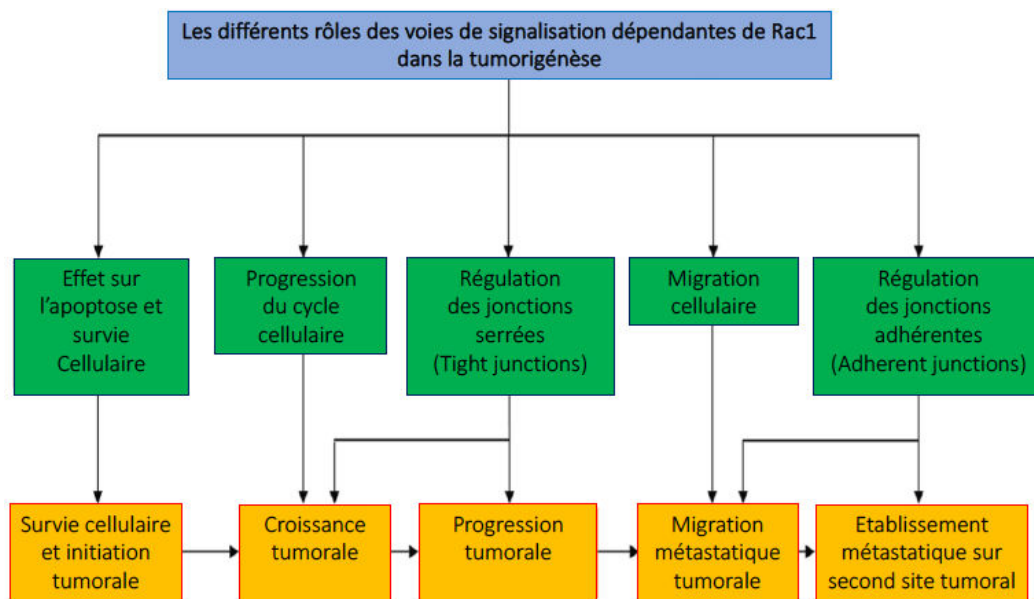 Les différents rôles des voies de signalisation dépendantes de Rac1
dans la tumorigénèse
Effet sur
l'apoptose et
survie
Cellulaire
Progression
du cycle
cellulaire
Régulation
des jonctions
serrées
(Tight junctions)
Migration
cellulaire
Régulation
des jonctions
adhérentes
(Adherent junctions)
Survie cellulaire
et initiation
tumorale
Croissance
tumorale
Progression
tumorale
Migration
métastatique
tumorale
Etablissement
métastatique sur
second site tumoral